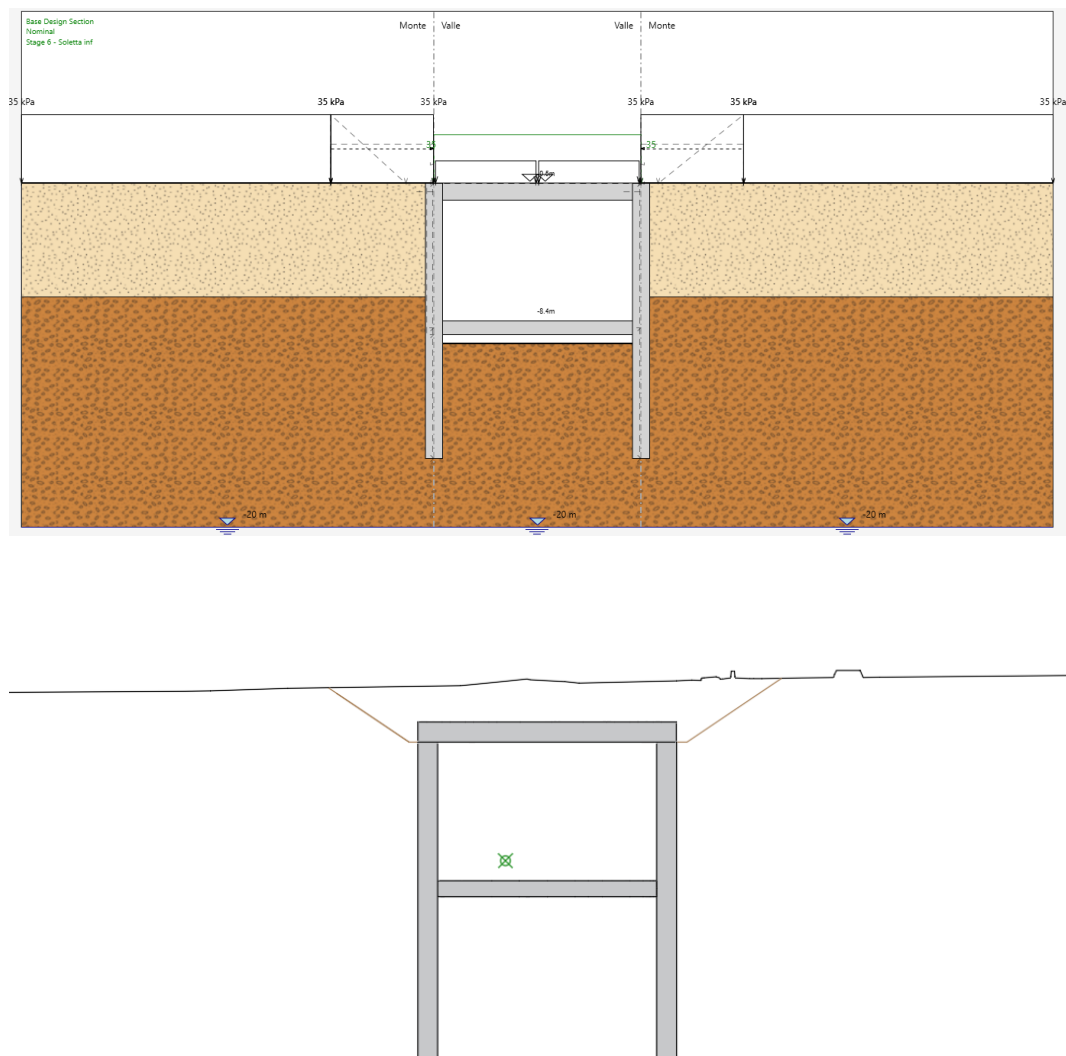 Base Design Section
Nominal
Stage 6 - Soletta inf
Monte Valle Valle Monte
35 kPa 35 kPa 35 kPa 35 kPa 35 kPa 35 kPa
35 35
-8.4m
-20 m -20 m -20 m